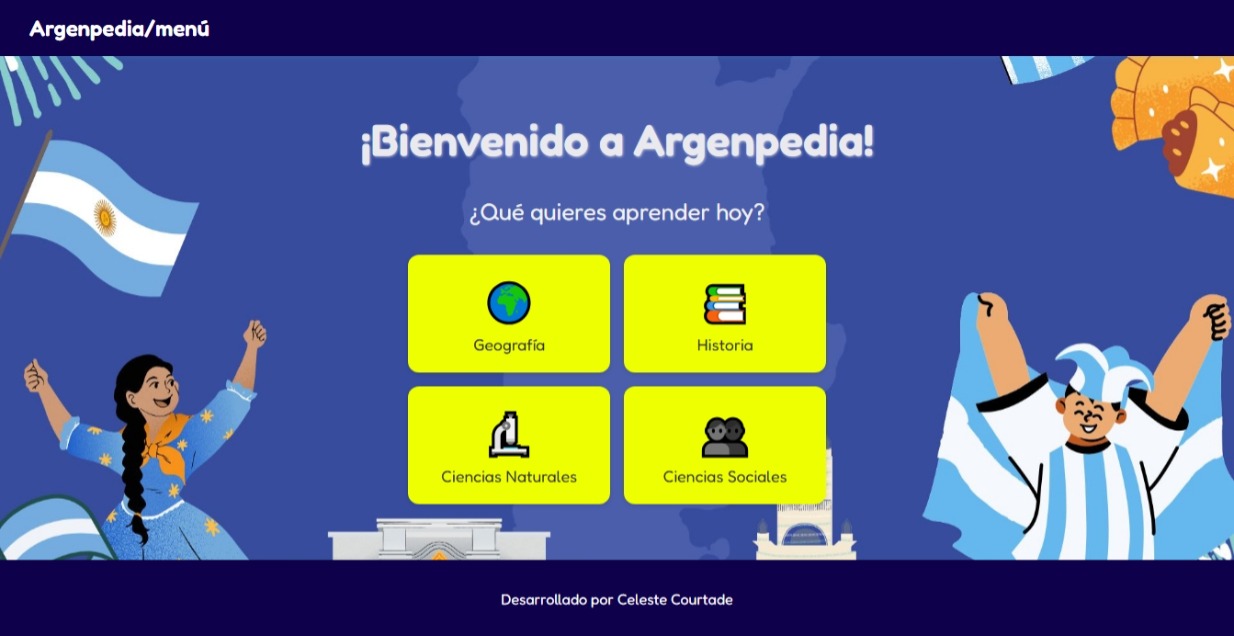 Argenpedia/menú
¡Bienvenido a Argenpedia!
¿Qué quieres aprender hoy?
Geografía
Historia
Ciencias Naturales
Ciencias Sociales
Desarrollado por Celeste Courtade